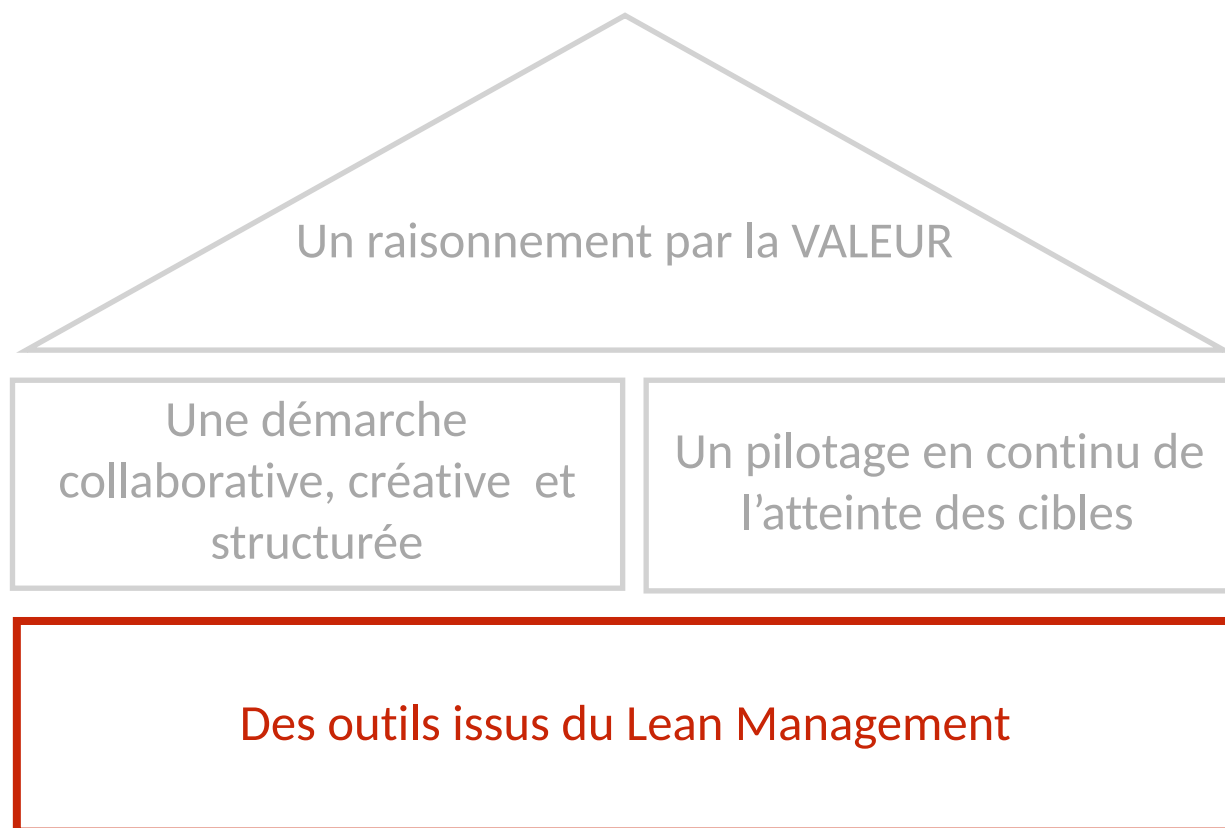 Un raisonnement par la VALEUR
Une démarche
collaborative, créative  et
structurée
Un pilotage en continu de
l’atteinte des cibles
Des outils issus du Lean Management